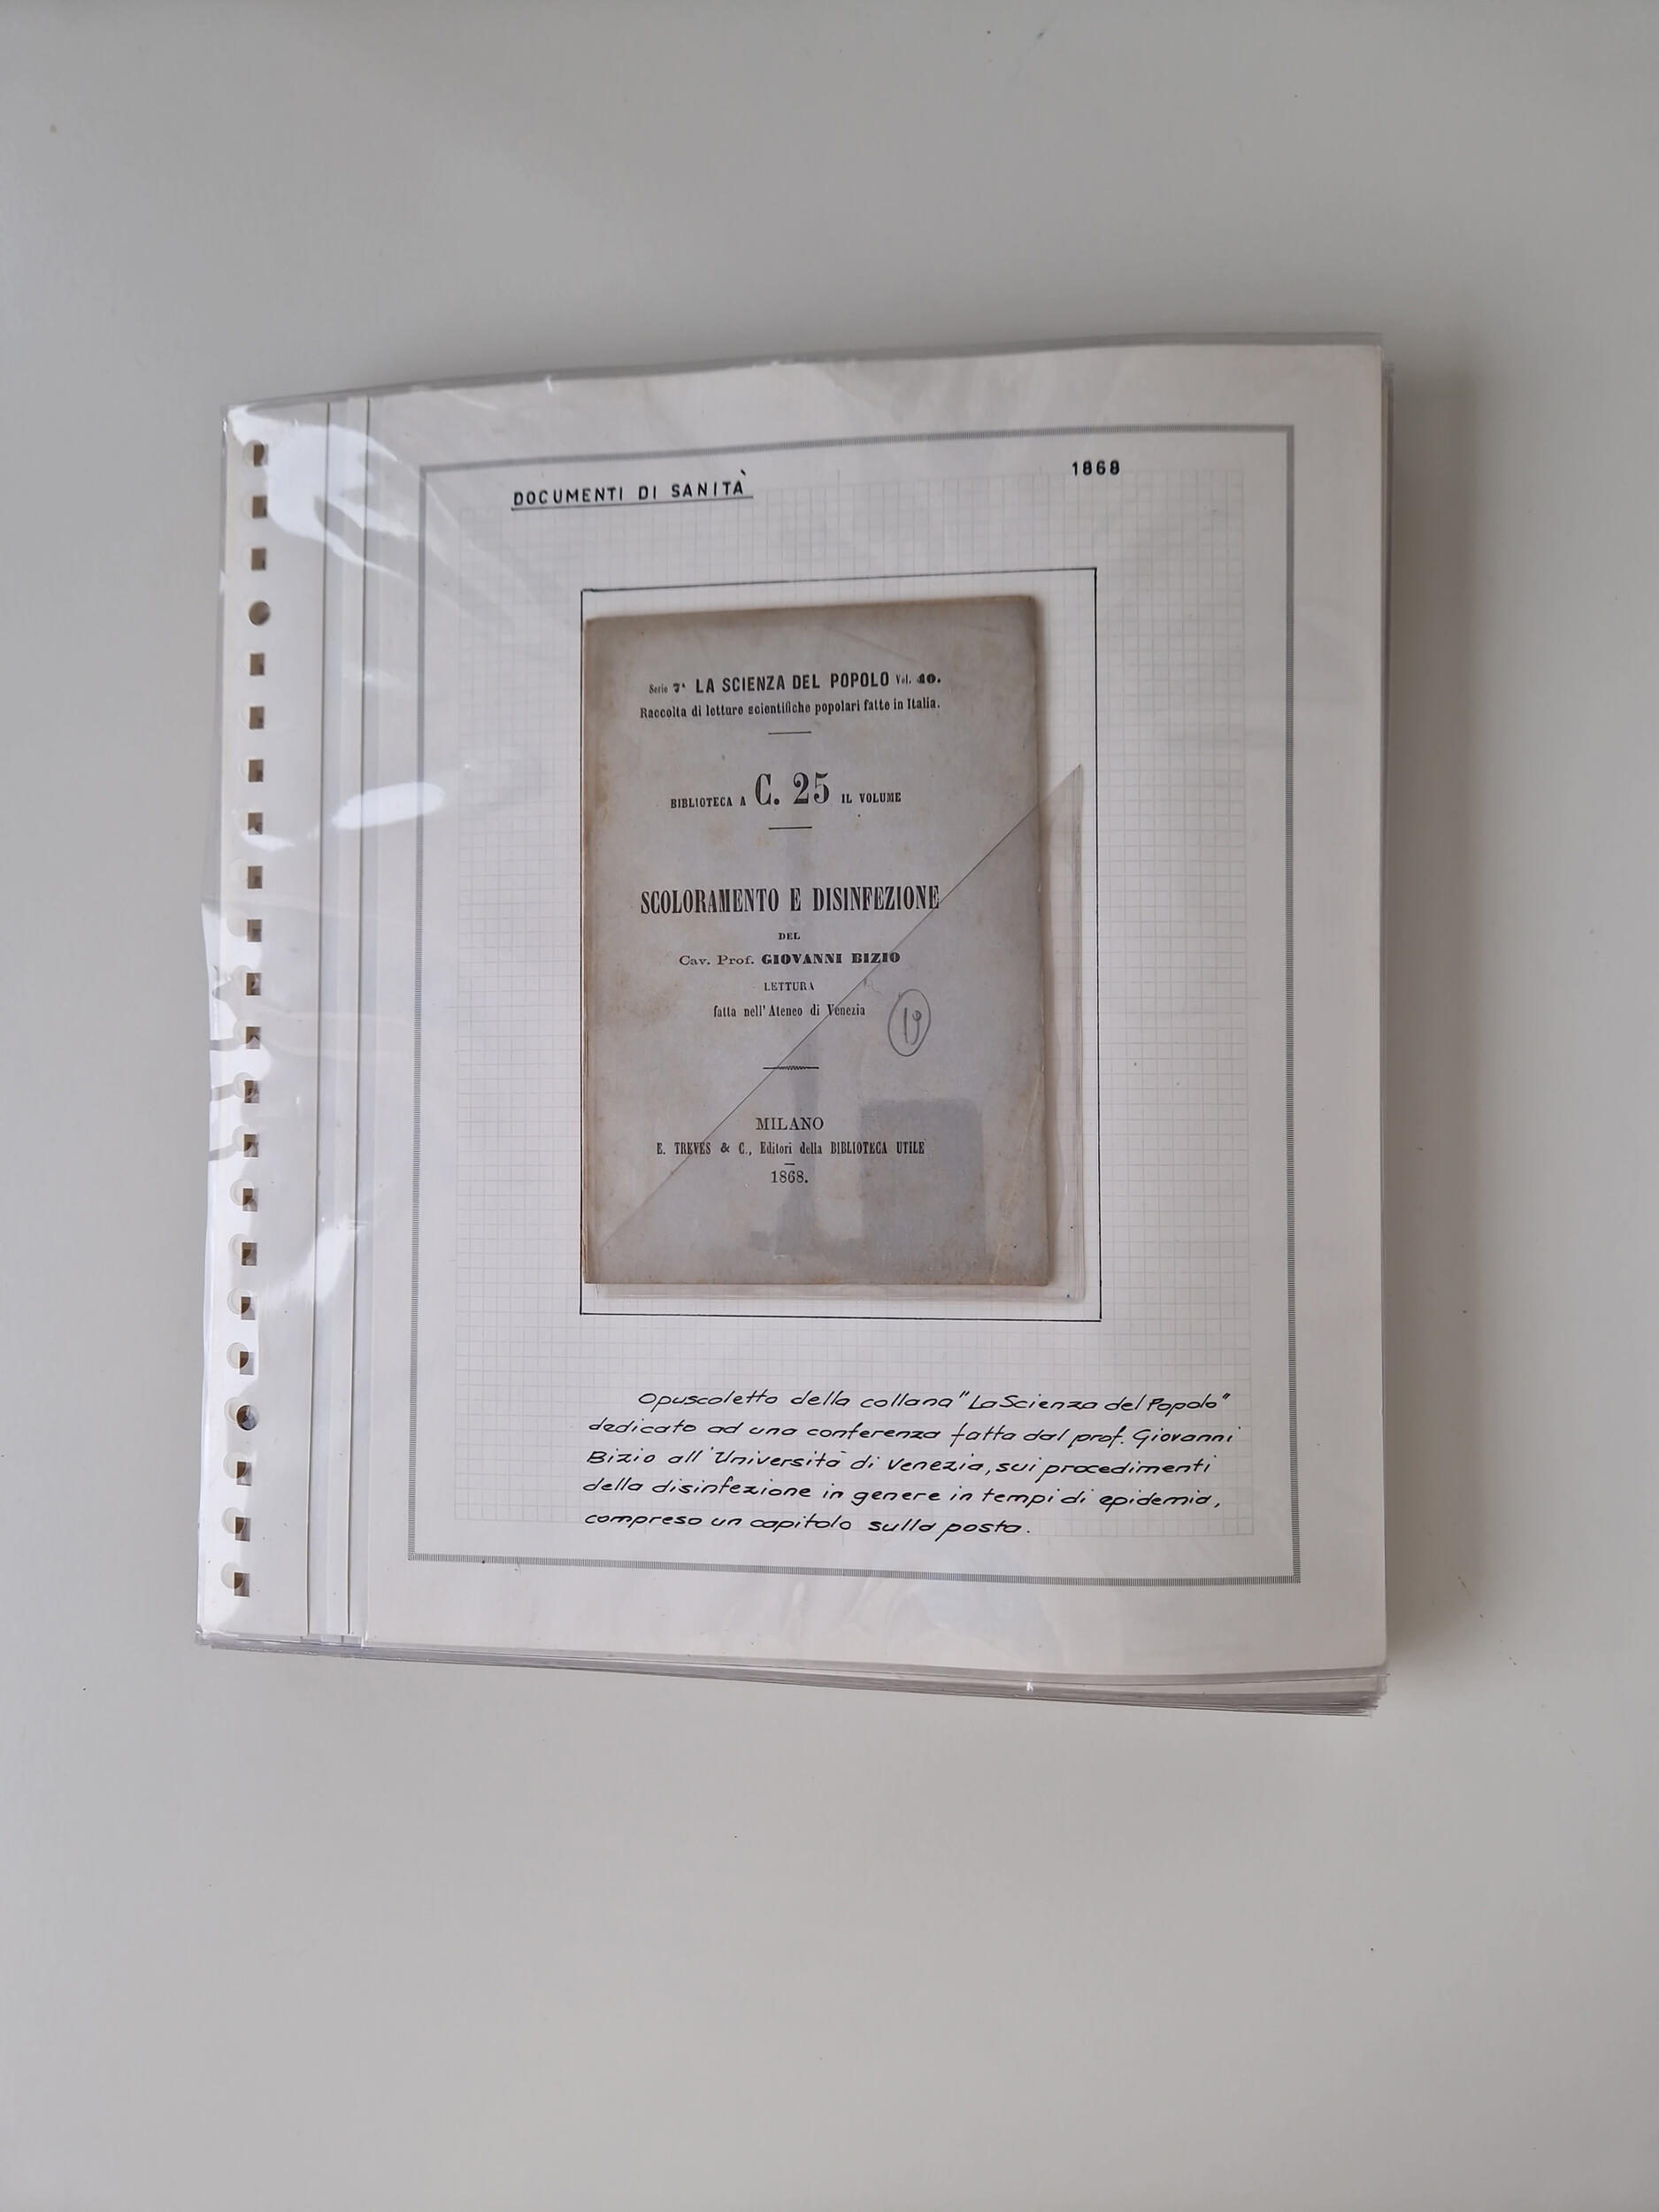 DOCUMENTI DI SANITÀ
1868
Serie 7ª LA SCIENZA DEL POPOLO Vol. 40.
Raccolta di letture scientifiche popolari fatte in Italia.
BIBLIOTECA A C. 25 IL VOLUME
SCOLORAMENTO E DISINFEZIONE
DEL
Cav. Prof. GIOVANNI BIZIO
LETTURA
fatta nell' Ateneo di Venezia
19
MILANO
E. TREVES & C., Editori della BIBLIOTECA UTILE
1868.
Opuscoletto della collana "La Scienza del Popolo"
dedicato ad una conferenza fatta dal prof. Giovanni
Bizio all'Università di Venezia, sui procedimenti
della disinfezione in genere in tempi di epidemia,
compreso un capitolo sulla posta.